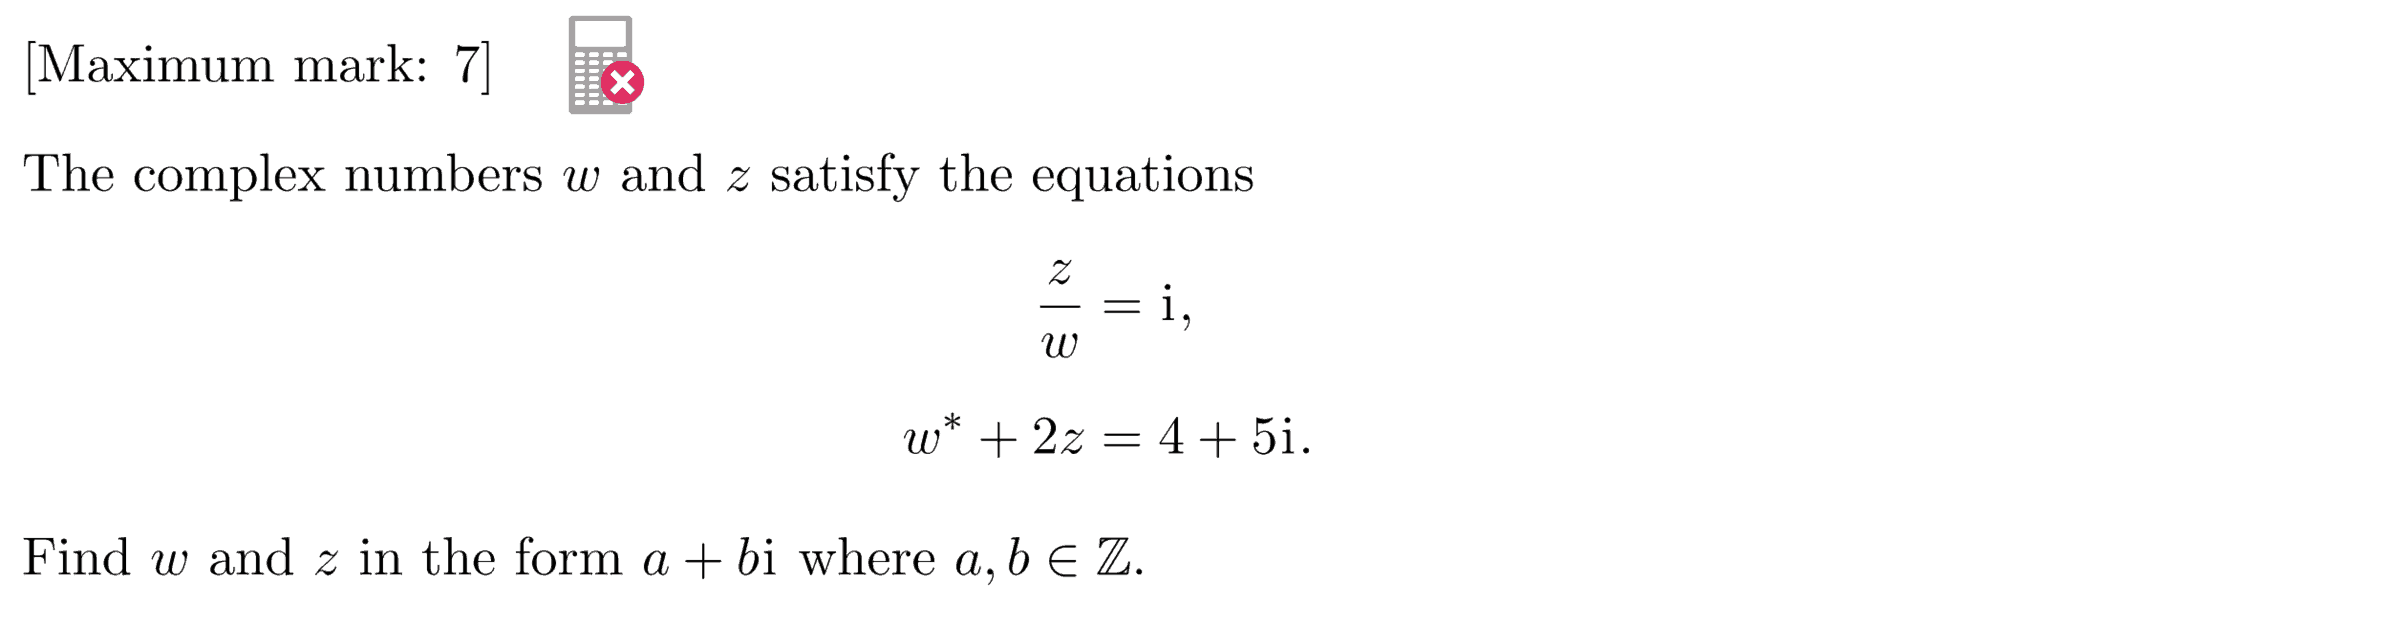 [Maximum mark: 7]
The complex numbers w and z satisfy the equations
z/w = i,
w* + 2z = 4 + 5i.
Find w and z in the form a + bi where a, b ∈ ℤ.